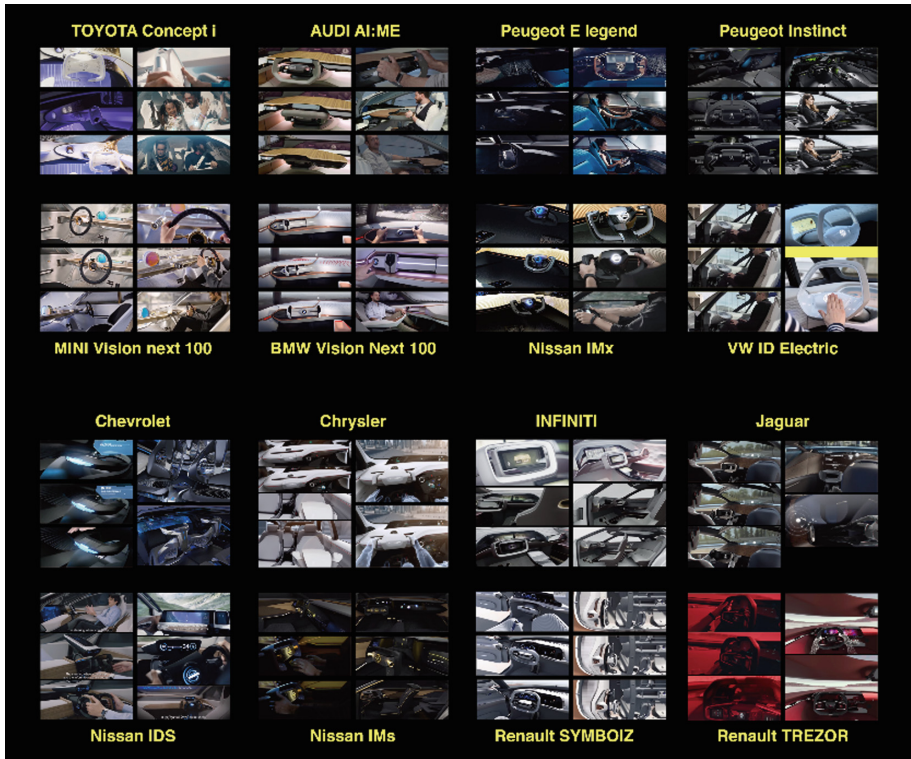 TOYOTA Concept i
AUDI AI:ME
Peugeot E legend
Peugeot Instinct
MINI Vision next 100
BMW Vision Next 100
Nissan IMx
VW ID Electric
Chevrolet
Chrysler
INFINITI
Jaguar
Nissan IDS
Nissan IMs
Renault SYMBOIZ
Renault TREZOR